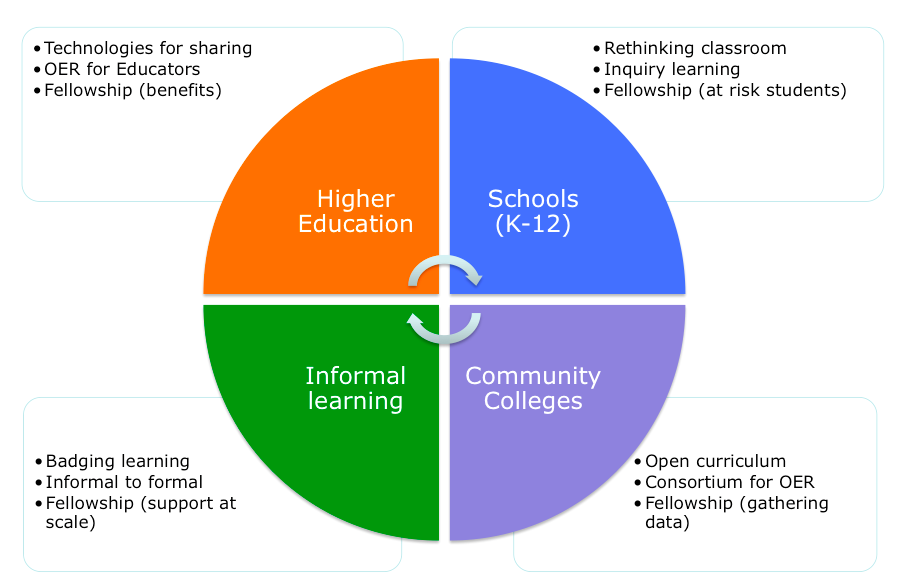 • Technologies for sharing
• OER for Educators
• Fellowship (benefits)
• Rethinking classroom
• Inquiry learning
• Fellowship (at risk students)
Higher
Education
Schools
(K-12)
Informal
learning
Community
Colleges
• Badging learning
• Informal to formal
• Fellowship (support at
scale)
• Open curriculum
• Consortium for OER
• Fellowship (gathering
data)